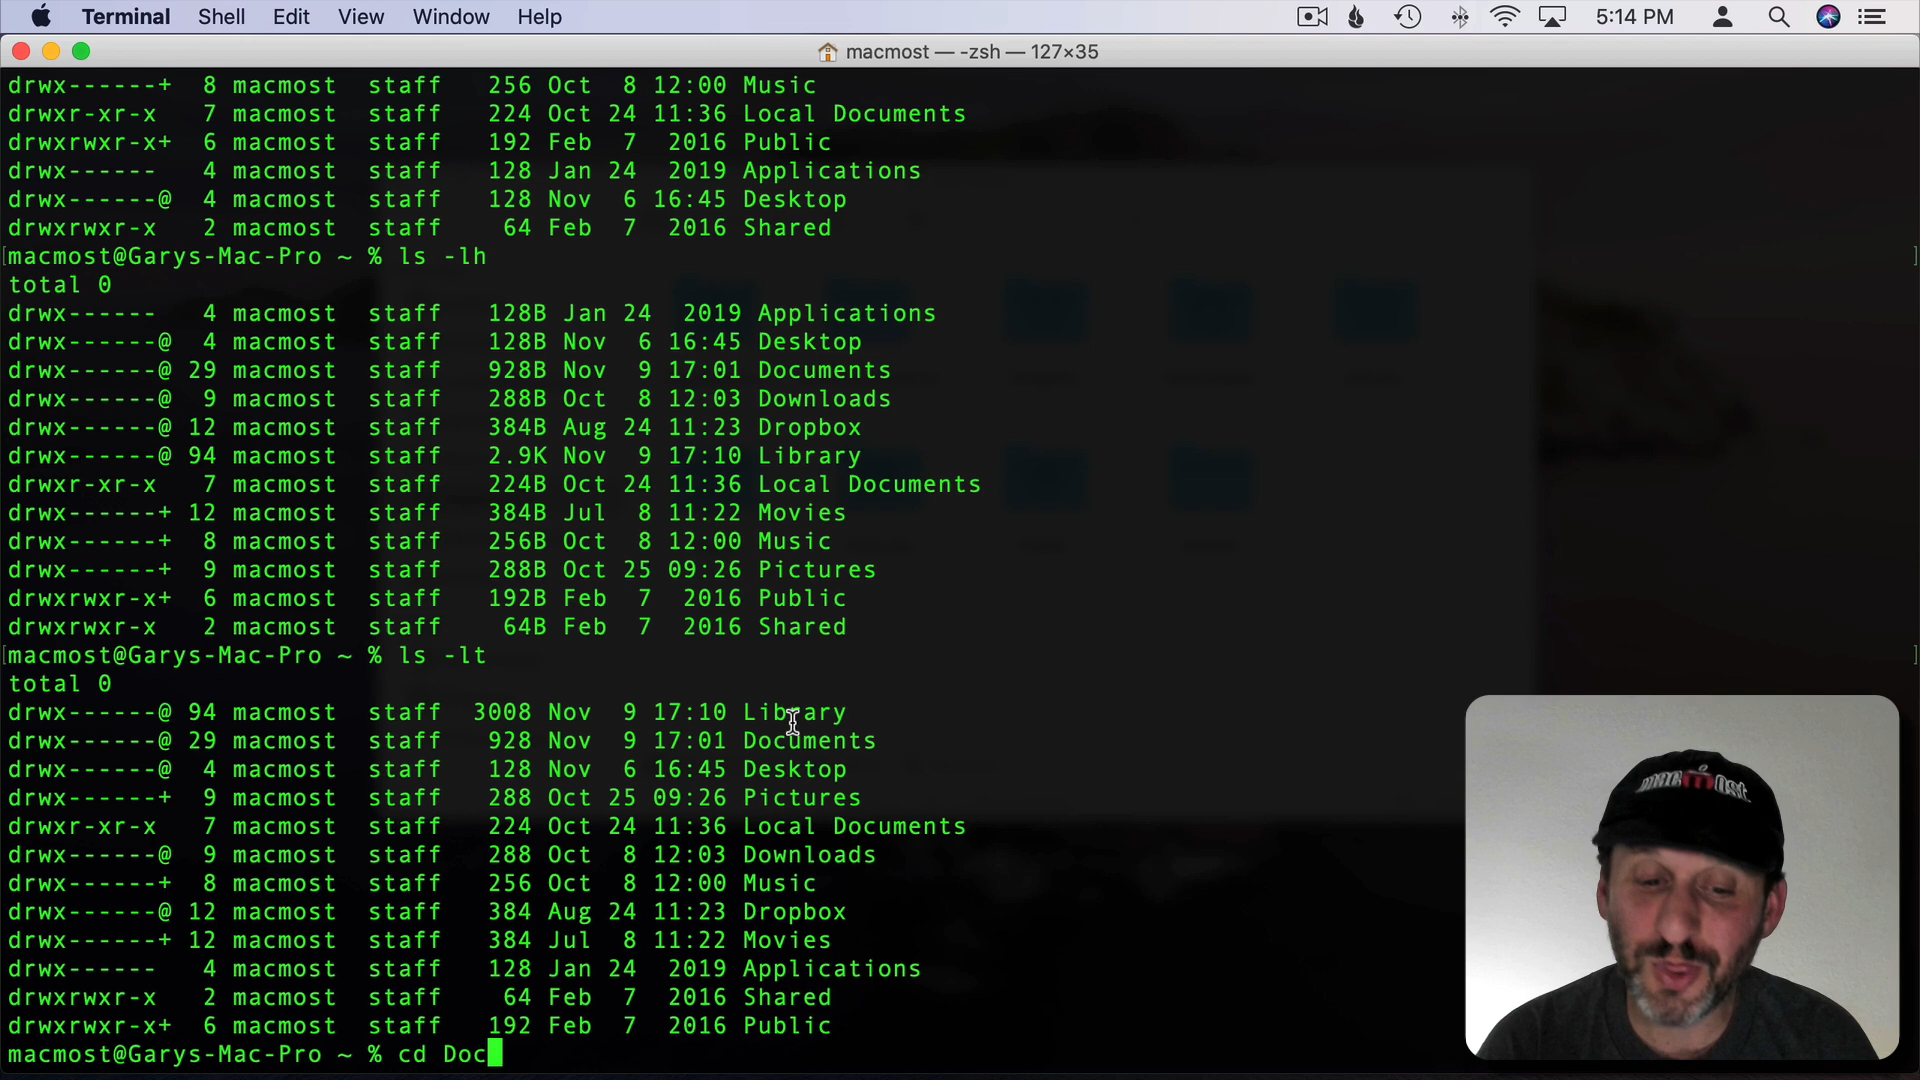 Terminal Shell Edit View Window Help 5:14 PM
macmost — -zsh — 127×35
drwx------+ 8 macmost staff 256 Oct 8 12:00 Music
drwxr-xr-x 7 macmost staff 224 Oct 24 11:36 Local Documents
drwxrwxr-x+ 6 macmost staff 192 Feb 7 2016 Public
drwx------ 4 macmost staff 128 Jan 24 2019 Applications
drwx------@ 4 macmost staff 128 Nov 6 16:45 Desktop
drwxrwxr-x 2 macmost staff 64 Feb 7 2016 Shared
[macmost@Garys-Mac-Pro ~ % ls -lh ]
total 0
drwx------ 4 macmost staff 128B Jan 24 2019 Applications
drwx------@ 4 macmost staff 128B Nov 6 16:45 Desktop
drwx------@ 29 macmost staff 928B Nov 9 17:01 Documents
drwx------@ 9 macmost staff 288B Oct 8 12:03 Downloads
drwx------@ 12 macmost staff 384B Aug 24 11:23 Dropbox
drwx------@ 94 macmost staff 2.9K Nov 9 17:10 Library
drwxr-xr-x 7 macmost staff 224B Oct 24 11:36 Local Documents
drwx------+ 12 macmost staff 384B Jul 8 11:22 Movies
drwx------+ 8 macmost staff 256B Oct 8 12:00 Music
drwx------+ 9 macmost staff 288B Oct 25 09:26 Pictures
drwxrwxr-x+ 6 macmost staff 192B Feb 7 2016 Public
drwxrwxr-x 2 macmost staff 64B Feb 7 2016 Shared
[macmost@Garys-Mac-Pro ~ % ls -lt ]
total 0
drwx------@ 94 macmost staff 3008 Nov 9 17:10 Library
drwx------@ 29 macmost staff 928 Nov 9 17:01 Documents
drwx------@ 4 macmost staff 128 Nov 6 16:45 Desktop
drwx------+ 9 macmost staff 288 Oct 25 09:26 Pictures
drwxr-xr-x 7 macmost staff 224 Oct 24 11:36 Local Documents
drwx------@ 9 macmost staff 288 Oct 8 12:03 Downloads
drwx------+ 8 macmost staff 256 Oct 8 12:00 Music
drwx------@ 12 macmost staff 384 Aug 24 11:23 Dropbox
drwx------+ 12 macmost staff 384 Jul 8 11:22 Movies
drwx------ 4 macmost staff 128 Jan 24 2019 Applications
drwxrwxr-x 2 macmost staff 64 Feb 7 2016 Shared
drwxrwxr-x+ 6 macmost staff 192 Feb 7 2016 Public
macmost@Garys-Mac-Pro ~ % cd Doc
macmost